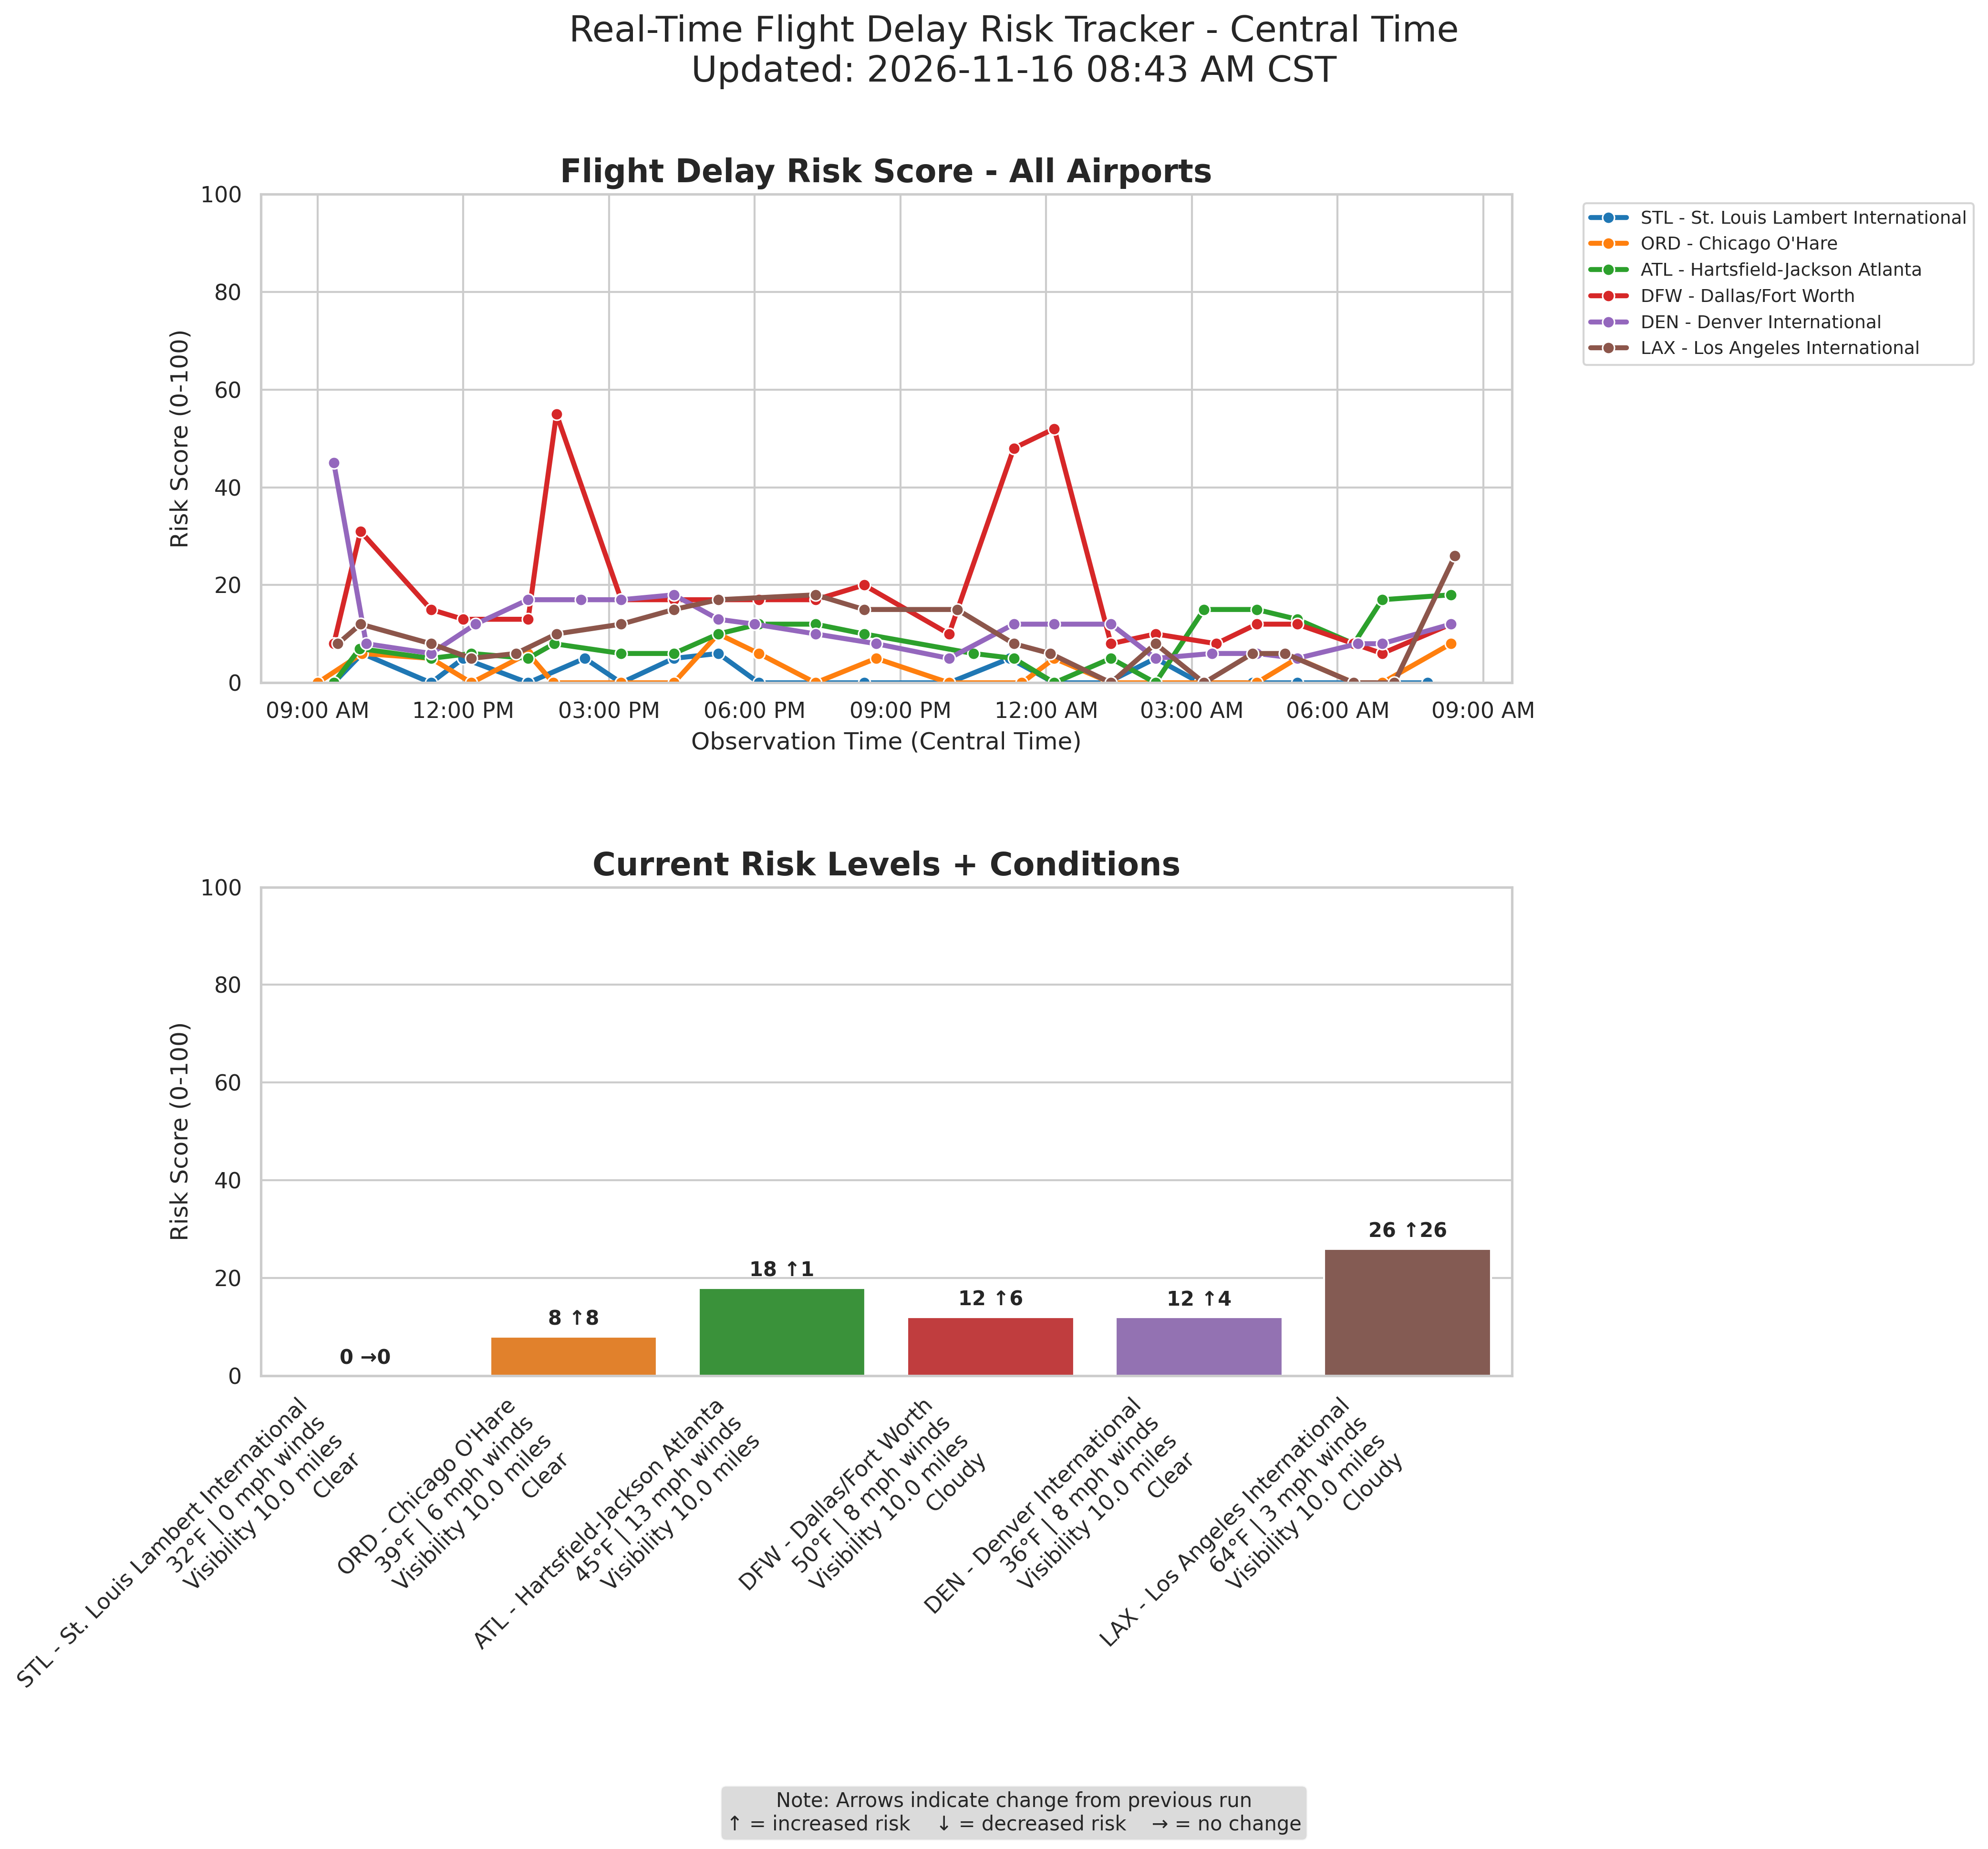 Real-Time Flight Delay Risk Tracker - Central Time
Updated: 2026-11-16 08:43 AM CST
Flight Delay Risk Score - All Airports
100
80
60
40
20
0
Risk Score (0-100)
09:00 AM
12:00 PM
03:00 PM
06:00 PM
09:00 PM
12:00 AM
03:00 AM
06:00 AM
09:00 AM
Observation Time (Central Time)
STL - St. Louis Lambert International
ORD - Chicago O'Hare
ATL - Hartsfield-Jackson Atlanta
DFW - Dallas/Fort Worth
DEN - Denver International
LAX - Los Angeles International
Current Risk Levels + Conditions
100
80
60
40
20
0
Risk Score (0-100)
0 →0
8 ↑8
18 ↑1
12 ↑6
12 ↑4
26 ↑26
STL - St. Louis Lambert International
32°F | 0 mph winds
Visibility 10.0 miles
Clear
ORD - Chicago O'Hare
39°F | 6 mph winds
Visibility 10.0 miles
Clear
ATL - Hartsfield-Jackson Atlanta
45°F | 13 mph winds
Visibility 10.0 miles
DFW - Dallas/Fort Worth
50°F | 8 mph winds
Visibility 10.0 miles
Cloudy
DEN - Denver International
36°F | 8 mph winds
Visibility 10.0 miles
Clear
LAX - Los Angeles International
64°F | 3 mph winds
Visibility 10.0 miles
Cloudy
Note: Arrows indicate change from previous run
↑ = increased risk ↓ = decreased risk → = no change